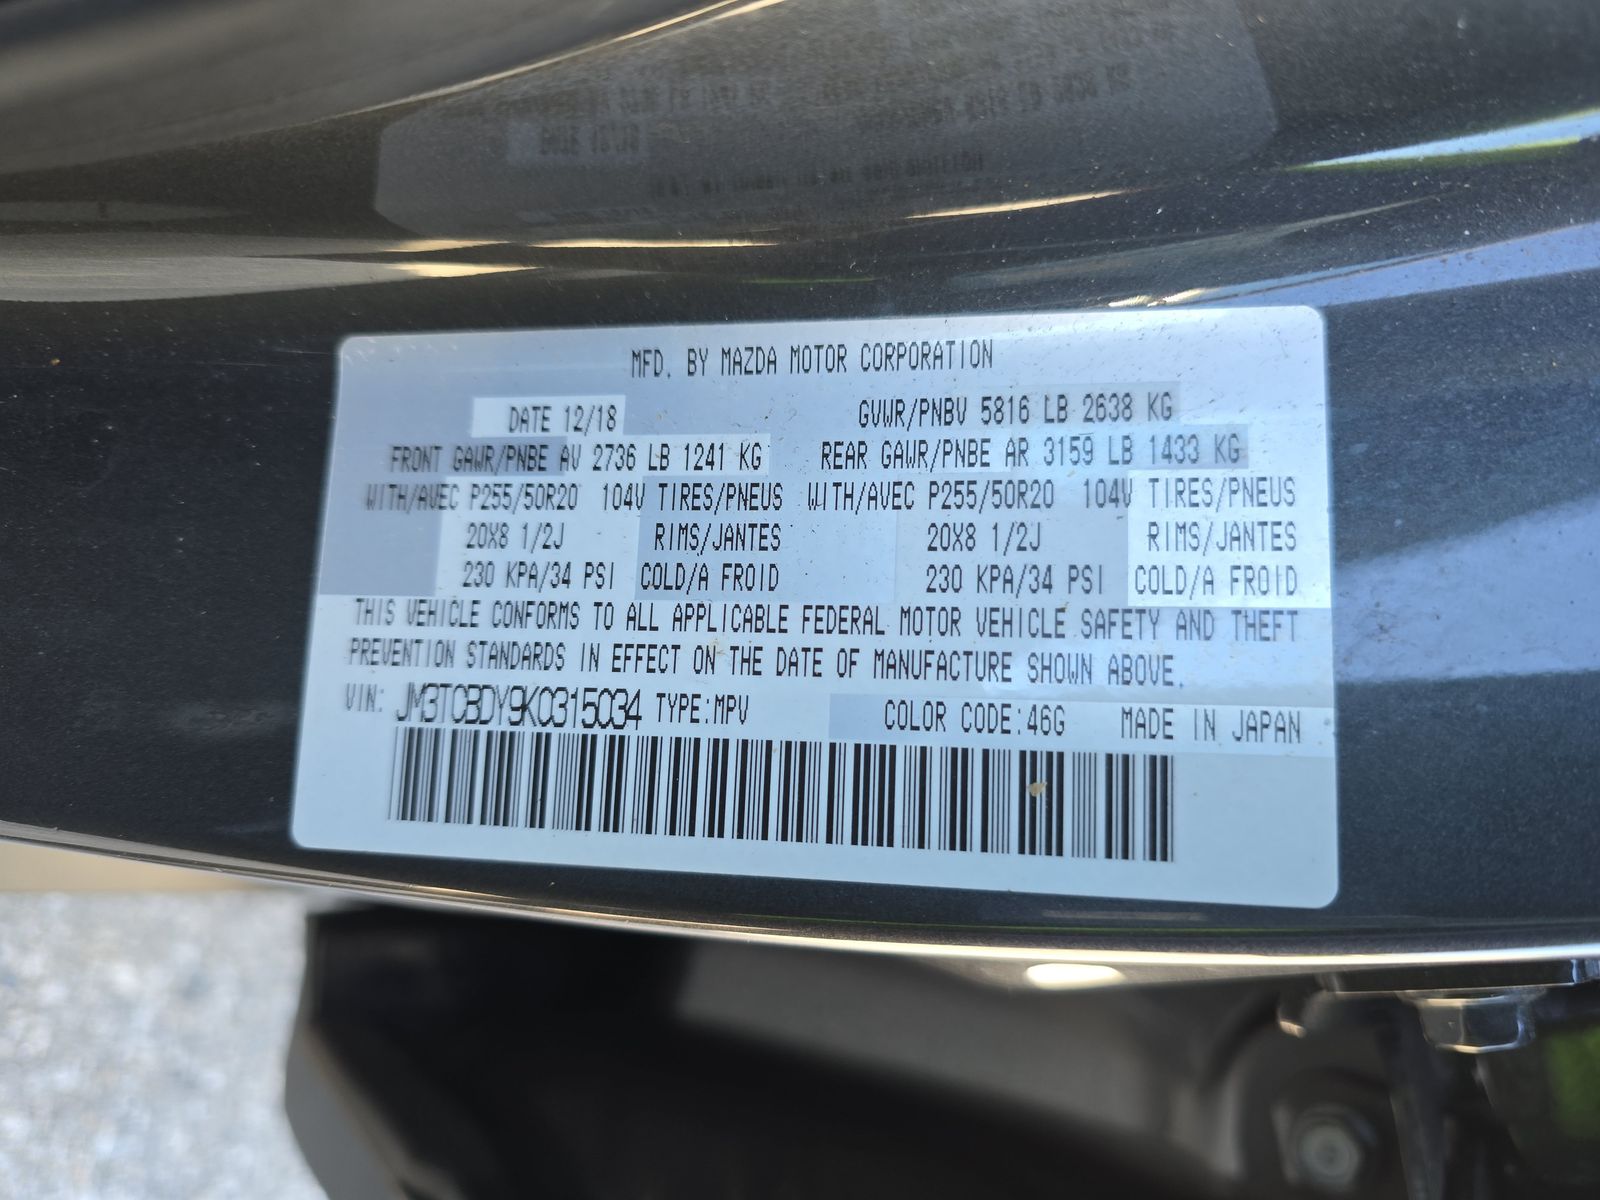 MFD. BY MAZDA MOTOR CORPORATION
DATE 12/18 GVWR/PNBV 5816 LB 2638 KG
FRONT GAWR/PNBE AV 2736 LB 1241 KG REAR GAWR/PNBE AR 3159 LB 1433 KG
WITH/AVEC P255/50R20 104V TIRES/PNEUS WITH/AVEC P255/50R20 104V TIRES/PNEUS
20X8 1/2J RIMS/JANTES 20X8 1/2J RIMS/JANTES
230 KPA/34 PSI COLD/A FROID 230 KPA/34 PSI COLD/A FROID
THIS VEHICLE CONFORMS TO ALL APPLICABLE FEDERAL MOTOR VEHICLE SAFETY AND THEFT
PREVENTION STANDARDS IN EFFECT ON THE DATE OF MANUFACTURE SHOWN ABOVE.
VIN: JM3TCBDY9K0315034 TYPE:MPV COLOR CODE:46G MADE IN JAPAN